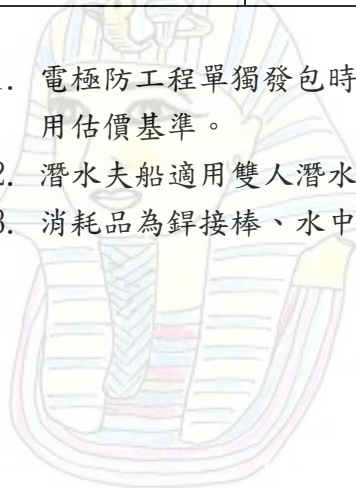 電極防工程單獨發包時
用估價基準。
2. 潛水夫船適用雙人潛水
3. 消耗品為銲接棒、水中